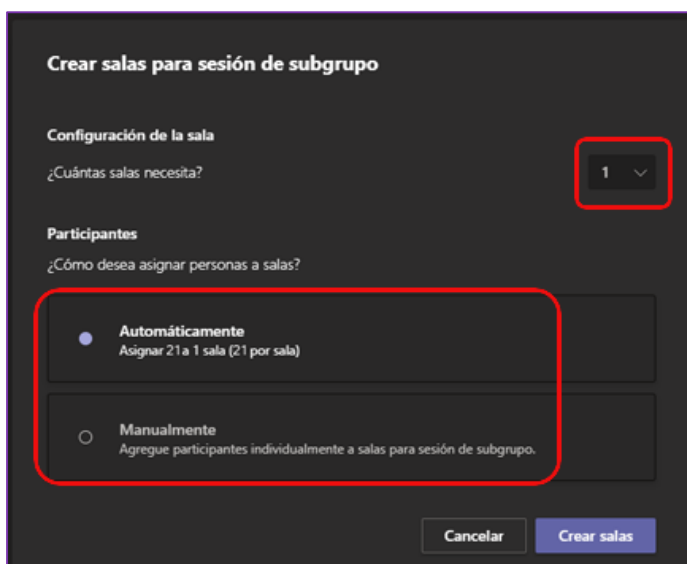 Crear salas para sesión de subgrupo
Configuración de la sala
¿Cuántas salas necesita?
1
Participantes
¿Cómo desea asignar personas a salas?
Automáticamente
Asignar 21 a 1 sala (21 por sala)
Manualmente
Agregue participantes individualmente a salas para sesión de subgrupo.
Cancelar
Crear salas